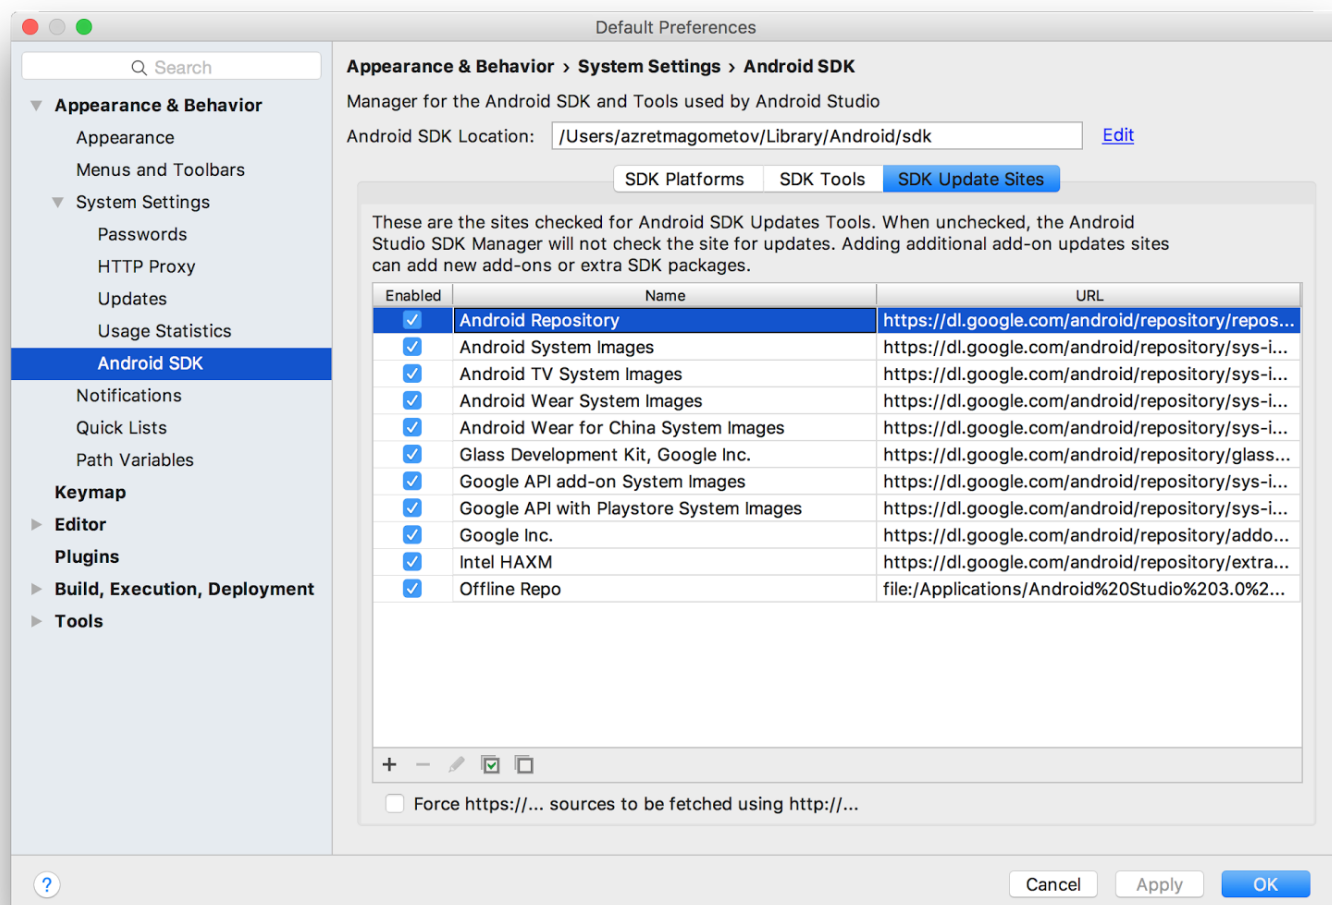 Default Preferences
Search
Appearance & Behavior
Appearance
Menus and Toolbars
System Settings
Passwords
HTTP Proxy
Updates
Usage Statistics
Android SDK
Notifications
Quick Lists
Path Variables
Keymap
Editor
Plugins
Build, Execution, Deployment
Tools
Appearance & Behavior › System Settings › Android SDK
Manager for the Android SDK and Tools used by Android Studio
Android SDK Location: /Users/azretmagometov/Library/Android/sdk Edit
SDK Platforms SDK Tools SDK Update Sites
These are the sites checked for Android SDK Updates Tools. When unchecked, the Android
Studio SDK Manager will not check the site for updates. Adding additional add-on updates sites
can add new add-ons or extra SDK packages.
Enabled Name URL
Android Repository https://dl.google.com/android/repository/repos...
Android System Images https://dl.google.com/android/repository/sys-i...
Android TV System Images https://dl.google.com/android/repository/sys-i...
Android Wear System Images https://dl.google.com/android/repository/sys-i...
Android Wear for China System Images https://dl.google.com/android/repository/sys-i...
Glass Development Kit, Google Inc. https://dl.google.com/android/repository/glass...
Google API add-on System Images https://dl.google.com/android/repository/sys-i...
Google API with Playstore System Images https://dl.google.com/android/repository/sys-i...
Google Inc. https://dl.google.com/android/repository/addo...
Intel HAXM https://dl.google.com/android/repository/extra...
Offline Repo file:/Applications/Android%20Studio%203.0%2...
Force https://... sources to be fetched using http://...
? Cancel Apply OK